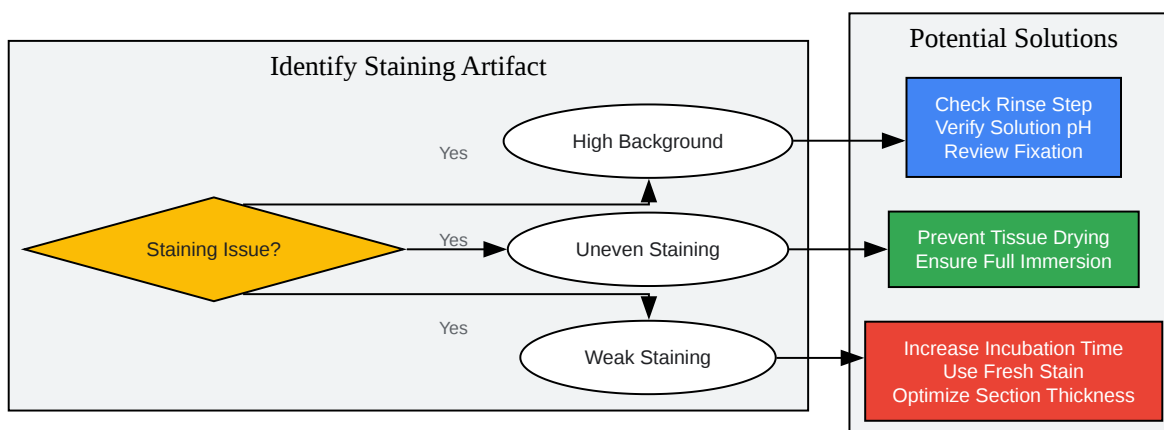 Identify Staining Artifact
Potential Solutions
Staining Issue?
Yes
High Background
Check Rinse Step
Verify Solution pH
Review Fixation
Yes
Uneven Staining
Prevent Tissue Drying
Ensure Full Immersion
Yes
Weak Staining
Increase Incubation Time
Use Fresh Stain
Optimize Section Thickness